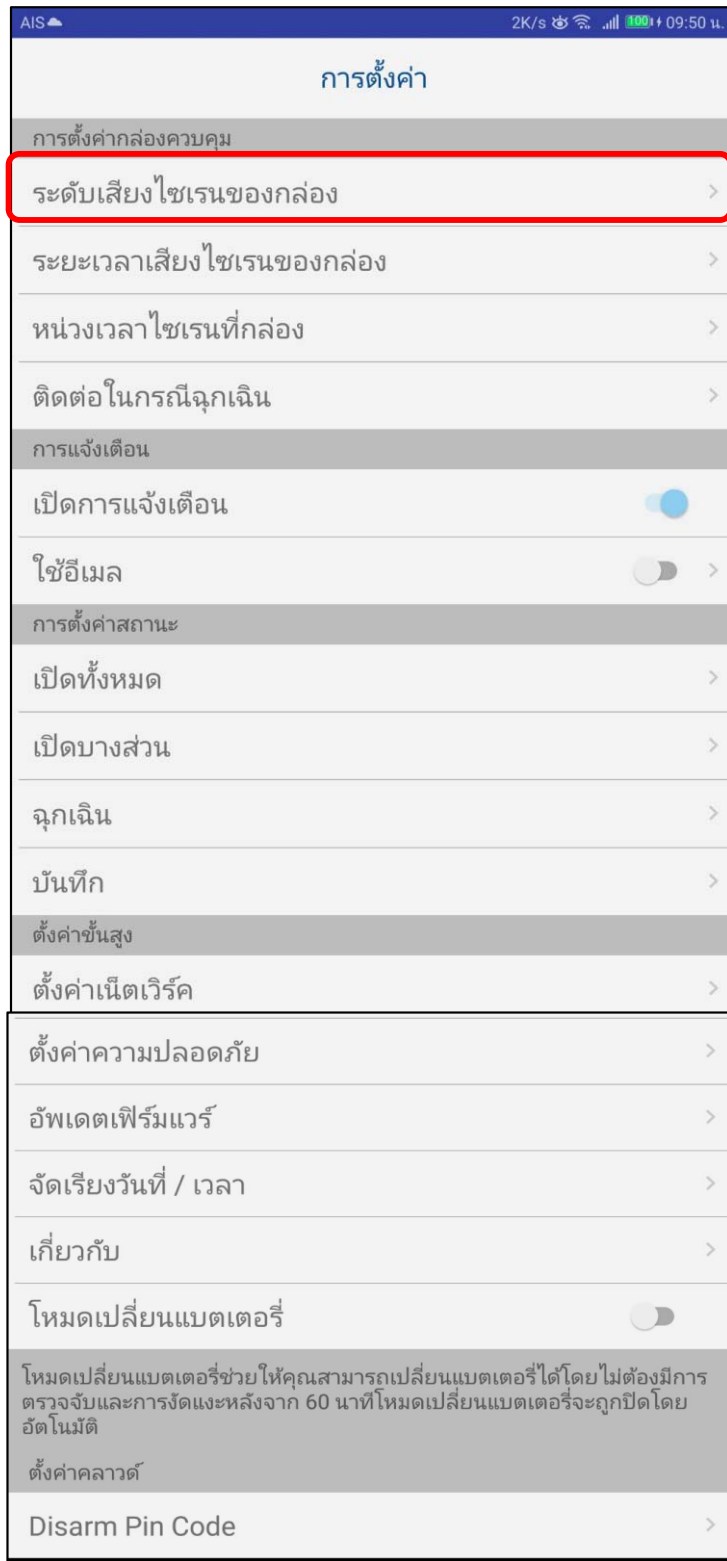 AIS 2K/s 100 09:50 น.
การตั้งค่า
การตั้งค่ากล่องควบคุม
ระดับเสียงไซเรนของกล่อง
ระยะเวลาเสียงไซเรนของกล่อง
หน่วงเวลาไซเรนที่กล่อง
ติดต่อในกรณีฉุกเฉิน
การแจ้งเตือน
เปิดการแจ้งเตือน
ใช้อีเมล
การตั้งค่าสถานะ
เปิดทั้งหมด
เปิดบางส่วน
ฉุกเฉิน
บันทึก
ตั้งค่าขั้นสูง
ตั้งค่าเน็ตเวิร์ค
ตั้งค่าความปลอดภัย
อัพเดตเฟิร์มแวร์
จัดเรียงวันที่ / เวลา
เกี่ยวกับ
โหมดเปลี่ยนแบตเตอรี่
โหมดเปลี่ยนแบตเตอรี่ช่วยให้คุณสามารถเปลี่ยนแบตเตอรี่ได้โดยไม่ต้องมีการ
ตรวจจับและการงัดแงะหลังจาก 60 นาทีโหมดเปลี่ยนแบตเตอรี่จะถูกปิดโดย
อัตโนมัติ
ตั้งค่าคลาวด์
Disarm Pin Code